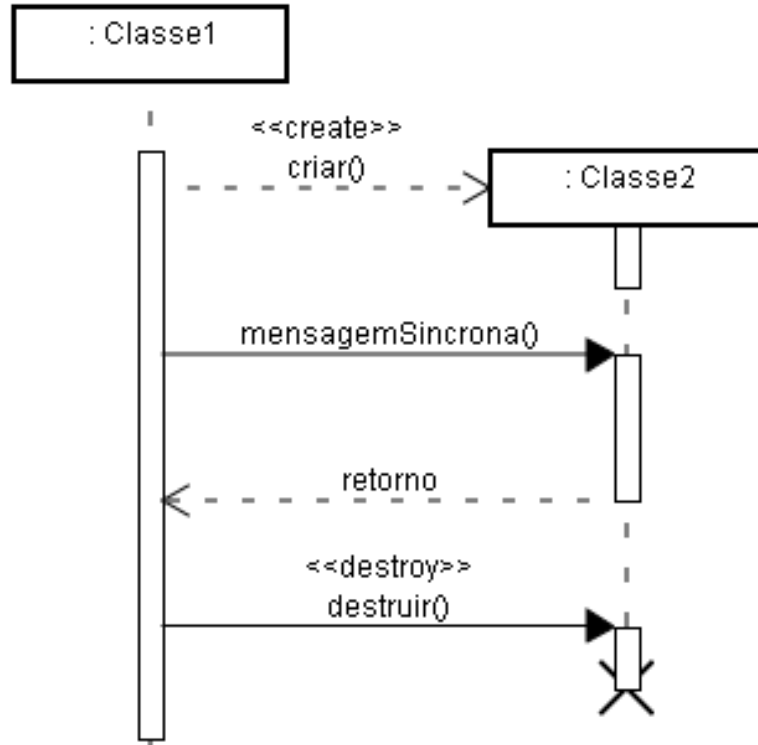 : Classe1
<<create>>
criar()
: Classe2
mensagemSincrona()
retorno
<<destroy>>
destruir()